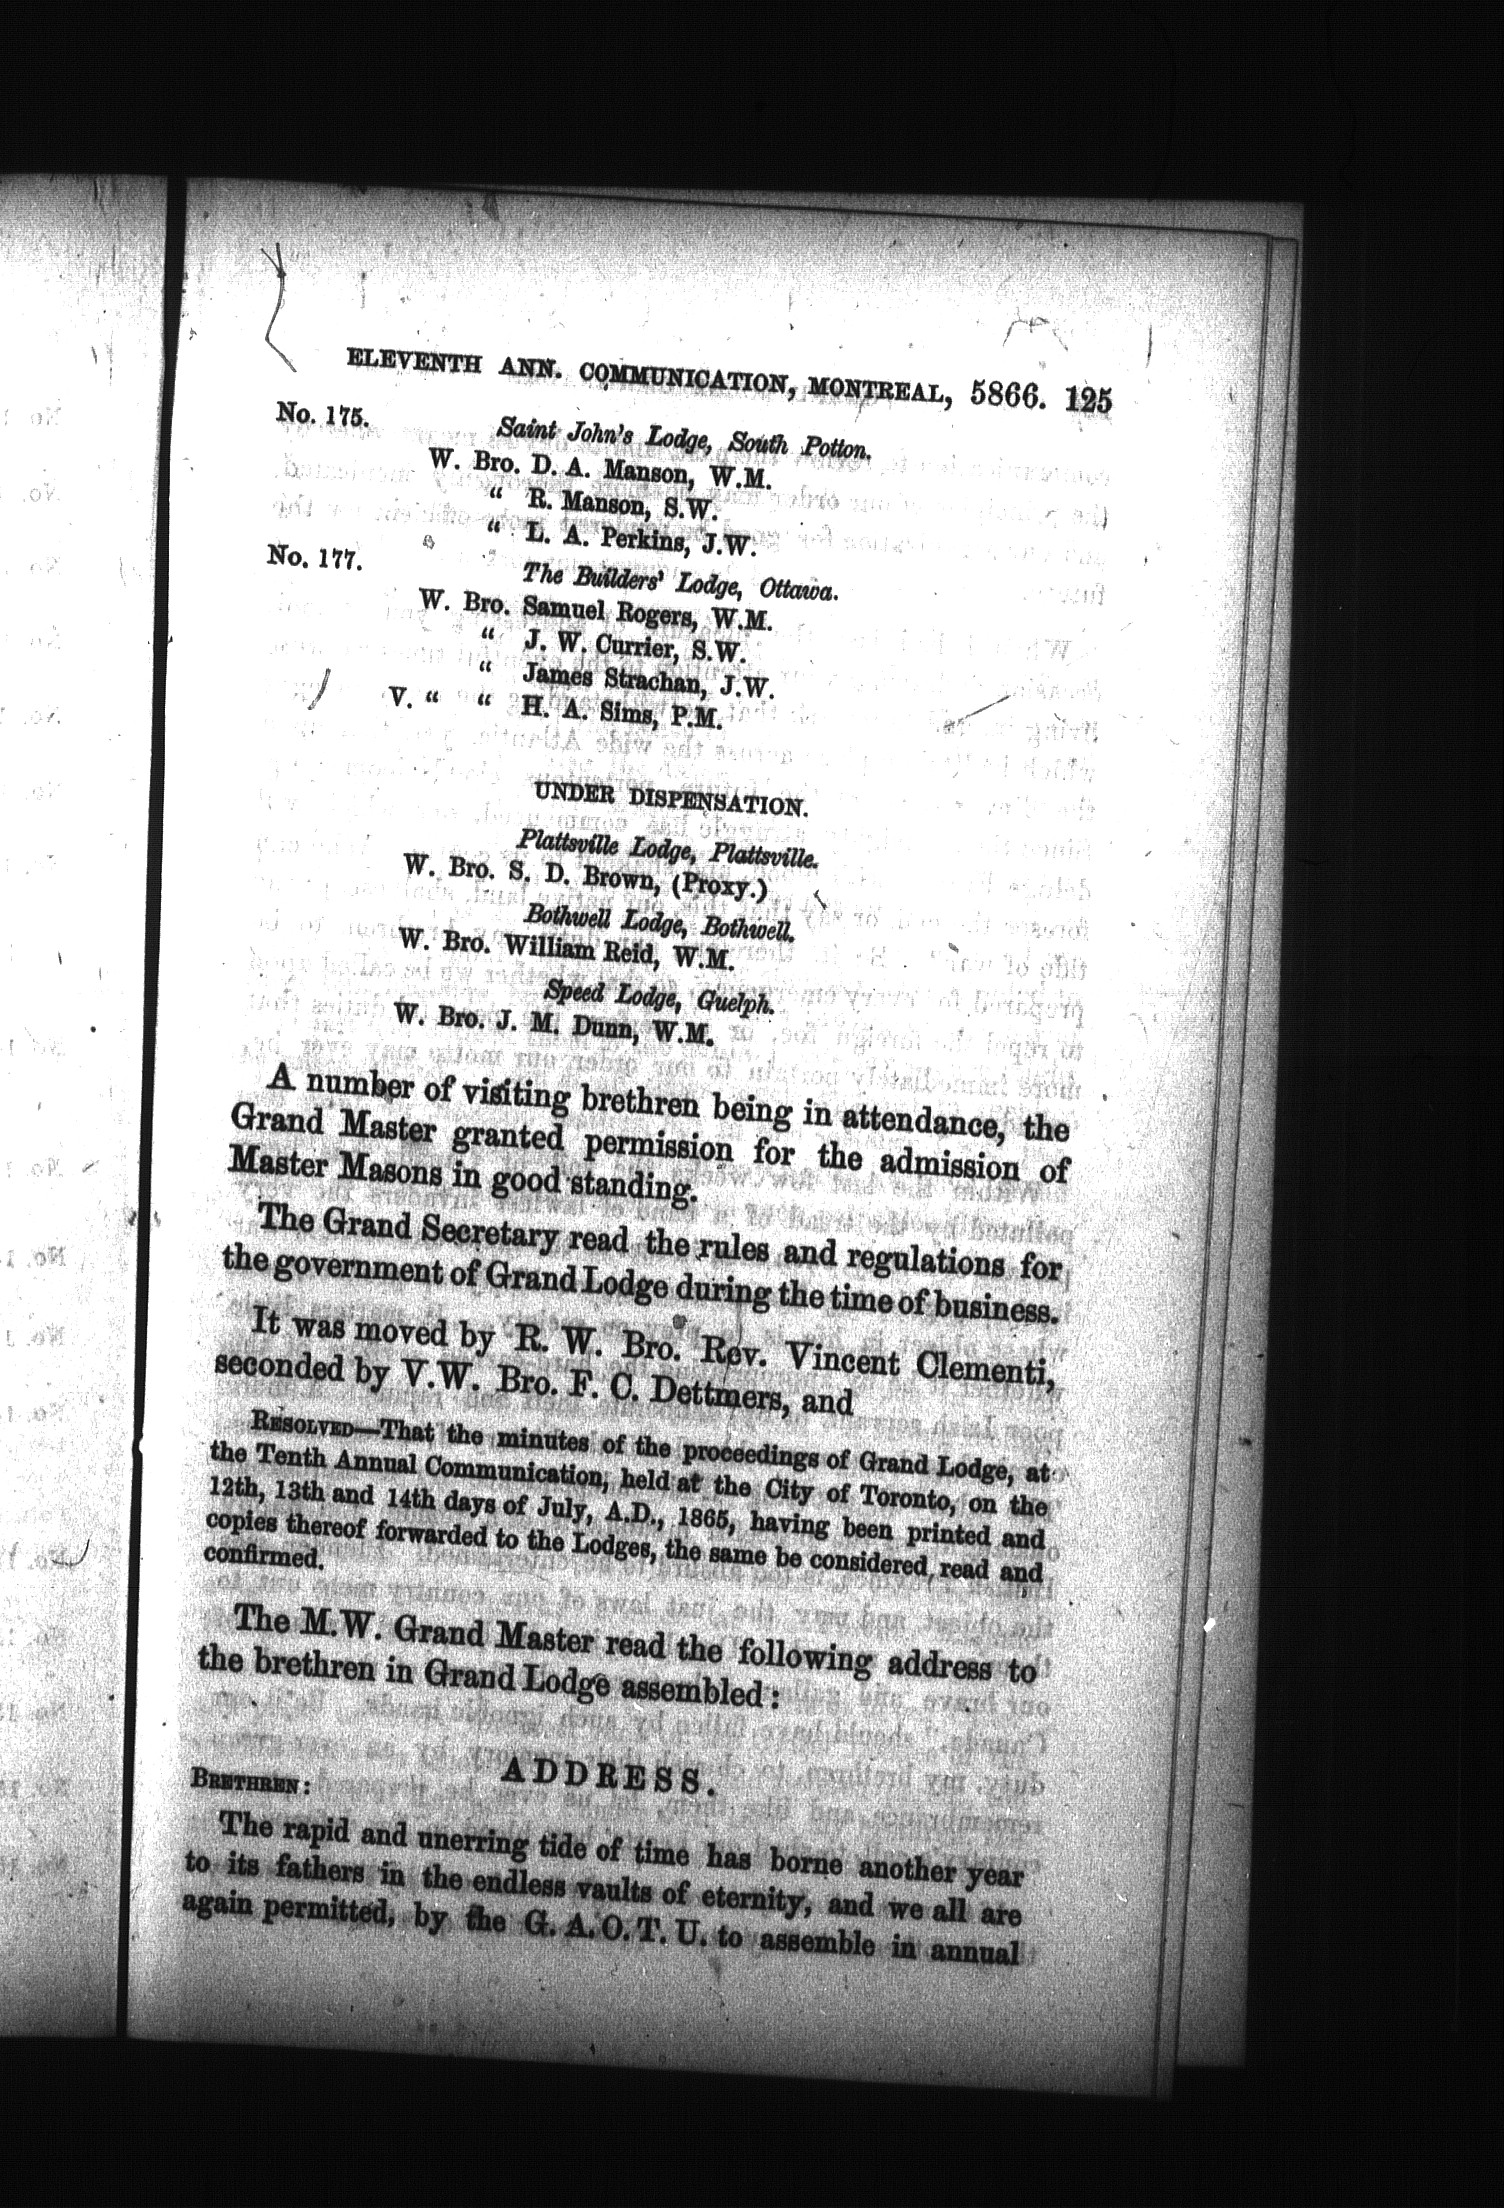 ELEVENTH ANN. COMMUNICATION, MONTREAL, 5866. 125
No. 175. Saint John's Lodge, South Potton.
W. Bro. D. A. Manson, W.M.
“ R. Manson, S.W.
“ L. A. Perkins, J.W.
No. 177. The Builders' Lodge, Ottawa.
W. Bro. Samuel Rogers, W.M.
“ J. W. Currier, S.W.
“ James Strachan, J.W.
V. “ “ H. A. Sims, P.M.
UNDER DISPENSATION.
Plattsville Lodge, Plattsville.
W. Bro. S. D. Brown, (Proxy.)
Bothwell Lodge, Bothwell.
W. Bro. William Reid, W.M.
Speed Lodge, Guelph.
W. Bro. J. M. Dunn, W.M.
A number of visiting brethren being in attendance, the
Grand Master granted permission for the admission of
Master Masons in good standing.
The Grand Secretary read the rules and regulations for
the government of Grand Lodge during the time of business.
It was moved by R. W. Bro. Rev. Vincent Clementi,
seconded by V.W. Bro. F. C. Dettmers, and
RESOLVED—That the minutes of the proceedings of Grand Lodge, at
the Tenth Annual Communication, held at the City of Toronto, on the
12th, 13th and 14th days of July, A.D., 1865, having been printed and
copies thereof forwarded to the Lodges, the same be considered read and
confirmed.
The M.W. Grand Master read the following address to
the brethren in Grand Lodge assembled:
ADDRESS.
BRETHREN:
The rapid and unerring tide of time has borne another year
to its fathers in the endless vaults of eternity, and we all are
again permitted, by the G. A. O. T. U. to assemble in annual